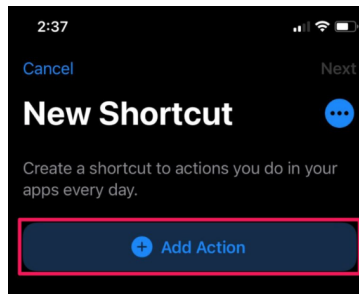 2:37
Cancel
Next
New Shortcut
Create a shortcut to actions you do in your
apps every day.
Add Action